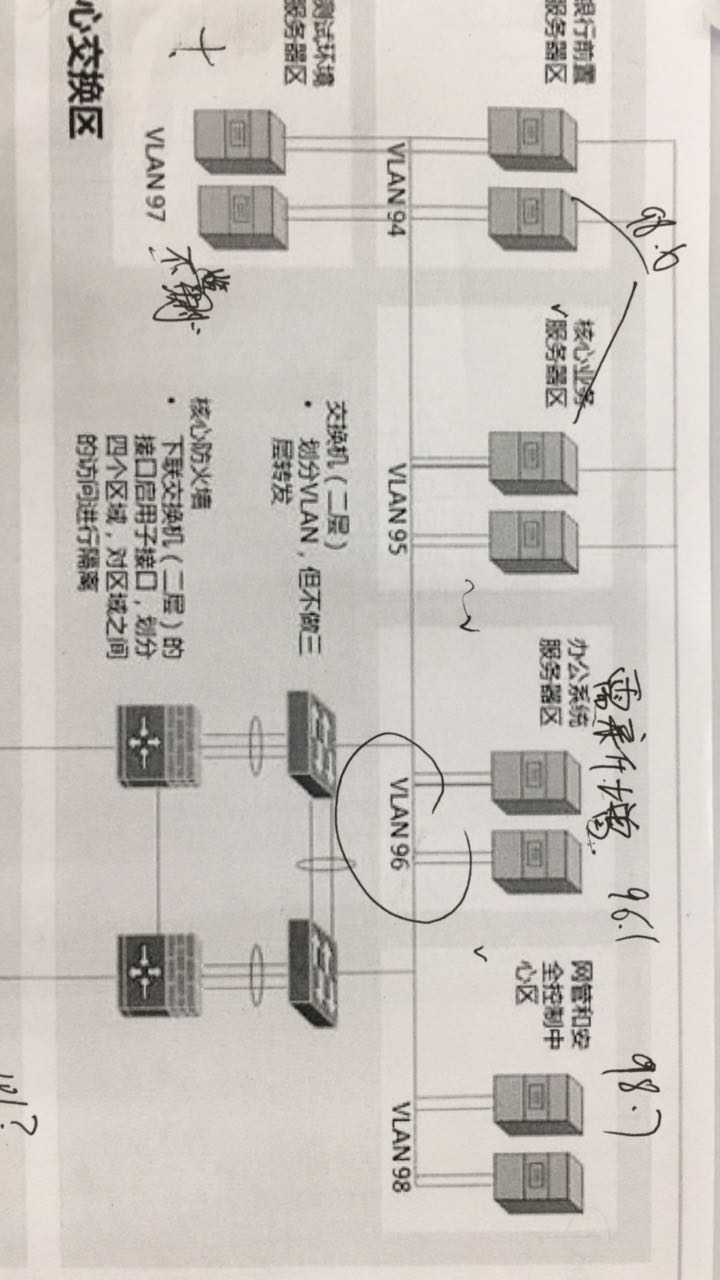 98.6
需新增
96.1
98.7
银行前置
服务器区
核心业务
服务器区
办公系统
服务器区
网管和安
全控制中
心区
VLAN 94
VLAN 95
VLAN 96
VLAN 98
测试环境
服务器区
交换机（二层）
• 划分VLAN，但不做三
层转发
VLAN 97
核心防火墙
• 下联交换机（二层）的
接口启用子接口，划分
四个区域，对区域之间
的访问进行隔离
心交换区
101?